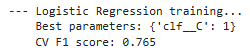 --- Logistic Regression training...
Best parameters: {'clf__C': 1}
CV F1 score: 0.765